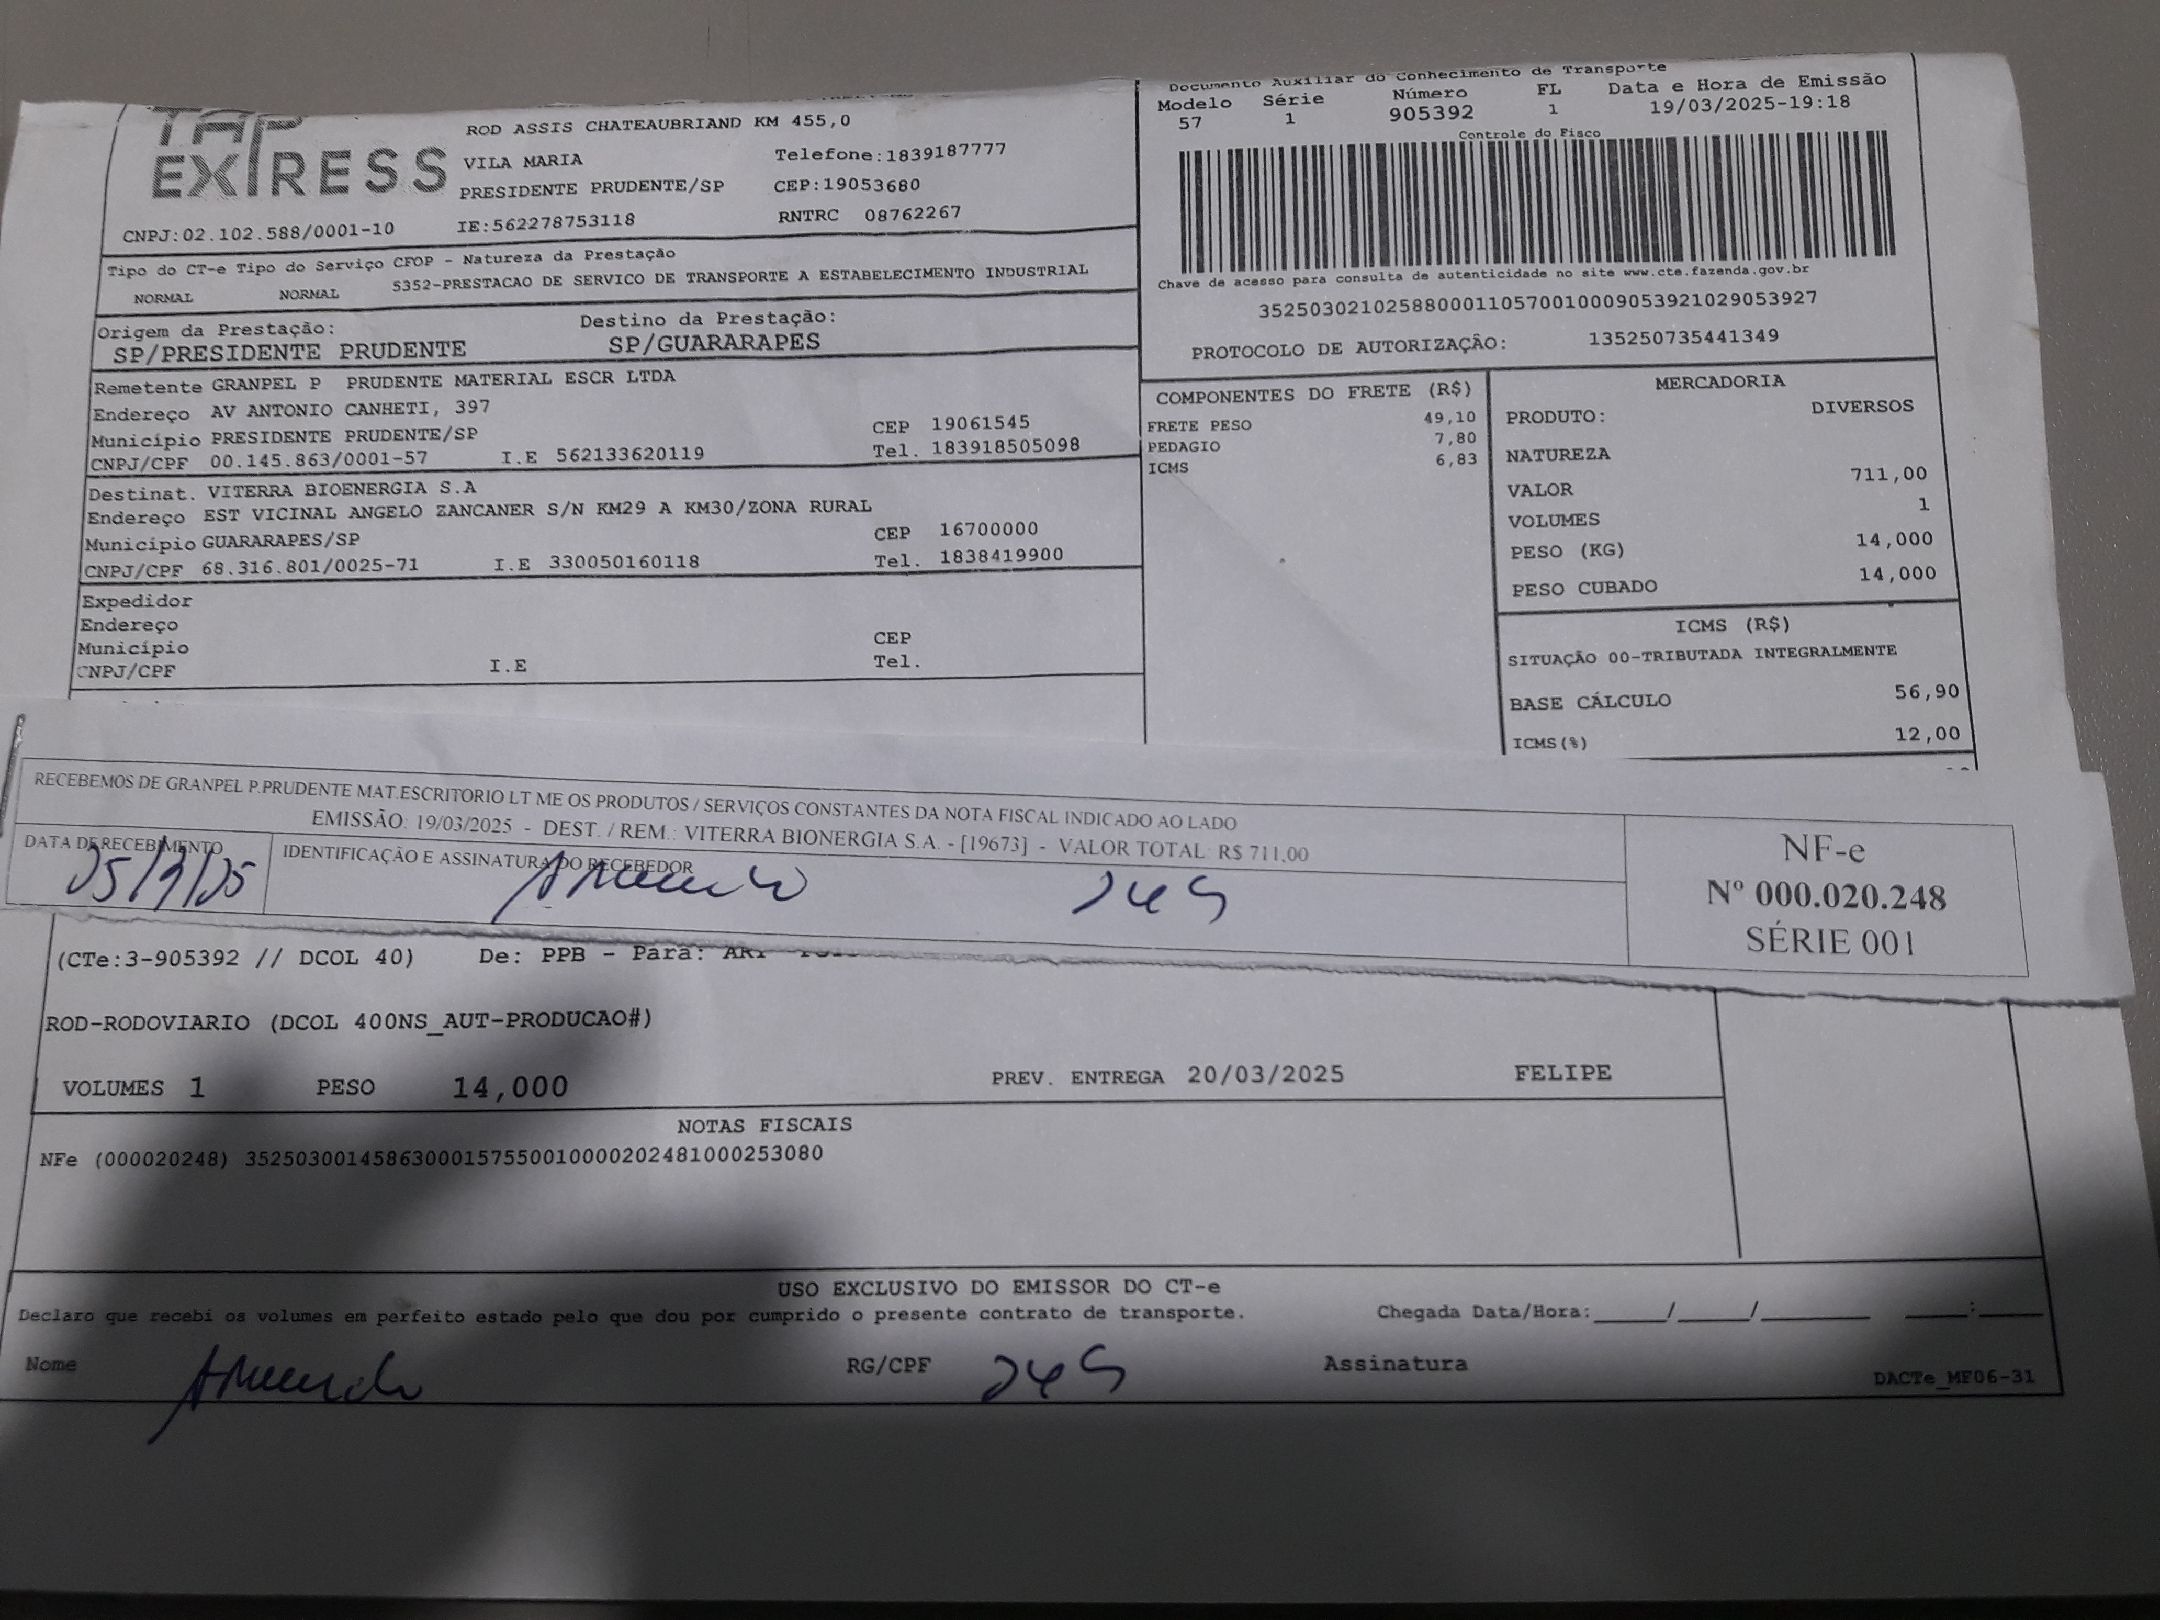 TAP
EXPRESS
ROD ASSIS CHATEAUBRIAND KM 455,0
VILA MARIA Telefone:1839187777
PRESIDENTE PRUDENTE/SP CEP:19053680
CNPJ:02.102.588/0001-10 IE:562278753118 RNTRC 08762267
Tipo do CT-e Tipo do Serviço CFOP - Natureza da Prestação
NORMAL NORMAL 5352-PRESTACAO DE SERVICO DE TRANSPORTE A ESTABELECIMENTO INDUSTRIAL
Origem da Prestação: Destino da Prestação:
SP/PRESIDENTE PRUDENTE SP/GUARARAPES
Remetente GRANPEL P PRUDENTE MATERIAL ESCR LTDA
Endereço AV ANTONIO CANHETI, 397
Município PRESIDENTE PRUDENTE/SP CEP 19061545
CNPJ/CPF 00.145.863/0001-57 I.E 562133620119 Tel. 183918505098
Destinat. VITERRA BIOENERGIA S.A
Endereço EST VICINAL ANGELO ZANCANER S/N KM29 A KM30/ZONA RURAL
Município GUARARAPES/SP CEP 16700000
CNPJ/CPF 68.316.801/0025-71 I.E 330050160118 Tel. 1838419900
Expedidor
Endereço
Município CEP
CNPJ/CPF I.E Tel.
Documento Auxiliar do Conhecimento de Transporte
Modelo Série Número FL Data e Hora de Emissão
57 1 905392 1 19/03/2025-19:18
Controle do Fisco
Chave de acesso para consulta de autenticidade no site www.cte.fazenda.gov.br
35250302102588000110570010009053921029053927
PROTOCOLO DE AUTORIZAÇÃO: 135250735441349
COMPONENTES DO FRETE (R$)
FRETE PESO 49,10
PEDAGIO 7,80
ICMS 6,83
MERCADORIA
PRODUTO: DIVERSOS
NATUREZA
VALOR 711,00
VOLUMES 1
PESO (KG) 14,000
PESO CUBADO 14,000
ICMS (R$)
SITUAÇÃO 00-TRIBUTADA INTEGRALMENTE
BASE CÁLCULO 56,90
ICMS(%) 12,00
RECEBEMOS DE GRANPEL P.PRUDENTE MAT.ESCRITORIO LT ME OS PRODUTOS / SERVIÇOS CONSTANTES DA NOTA FISCAL INDICADO AO LADO
EMISSÃO: 19/03/2025 - DEST. / REM.: VITERRA BIONERGIA S.A. - [19673] - VALOR TOTAL: R$ 711,00
DATA DE RECEBIMENTO IDENTIFICAÇÃO E ASSINATURA DO RECEBEDOR
NF-e
Nº 000.020.248
SÉRIE 001
(CTe:3-905392 // DCOL 40) De: PPB - Para:
ROD-RODOVIARIO (DCOL 400NS_AUT-PRODUCAO#)
VOLUMES 1 PESO 14,000 PREV. ENTREGA 20/03/2025 FELIPE
NOTAS FISCAIS
NFe (000020248) 35250300145863000157550010000202481000253080
USO EXCLUSIVO DO EMISSOR DO CT-e
Declaro que recebi os volumes em perfeito estado pelo que dou por cumprido o presente contrato de transporte. Chegada Data/Hora:_____/_____/_______ ____:____
Nome RG/CPF Assinatura
DACTe_MF06-31